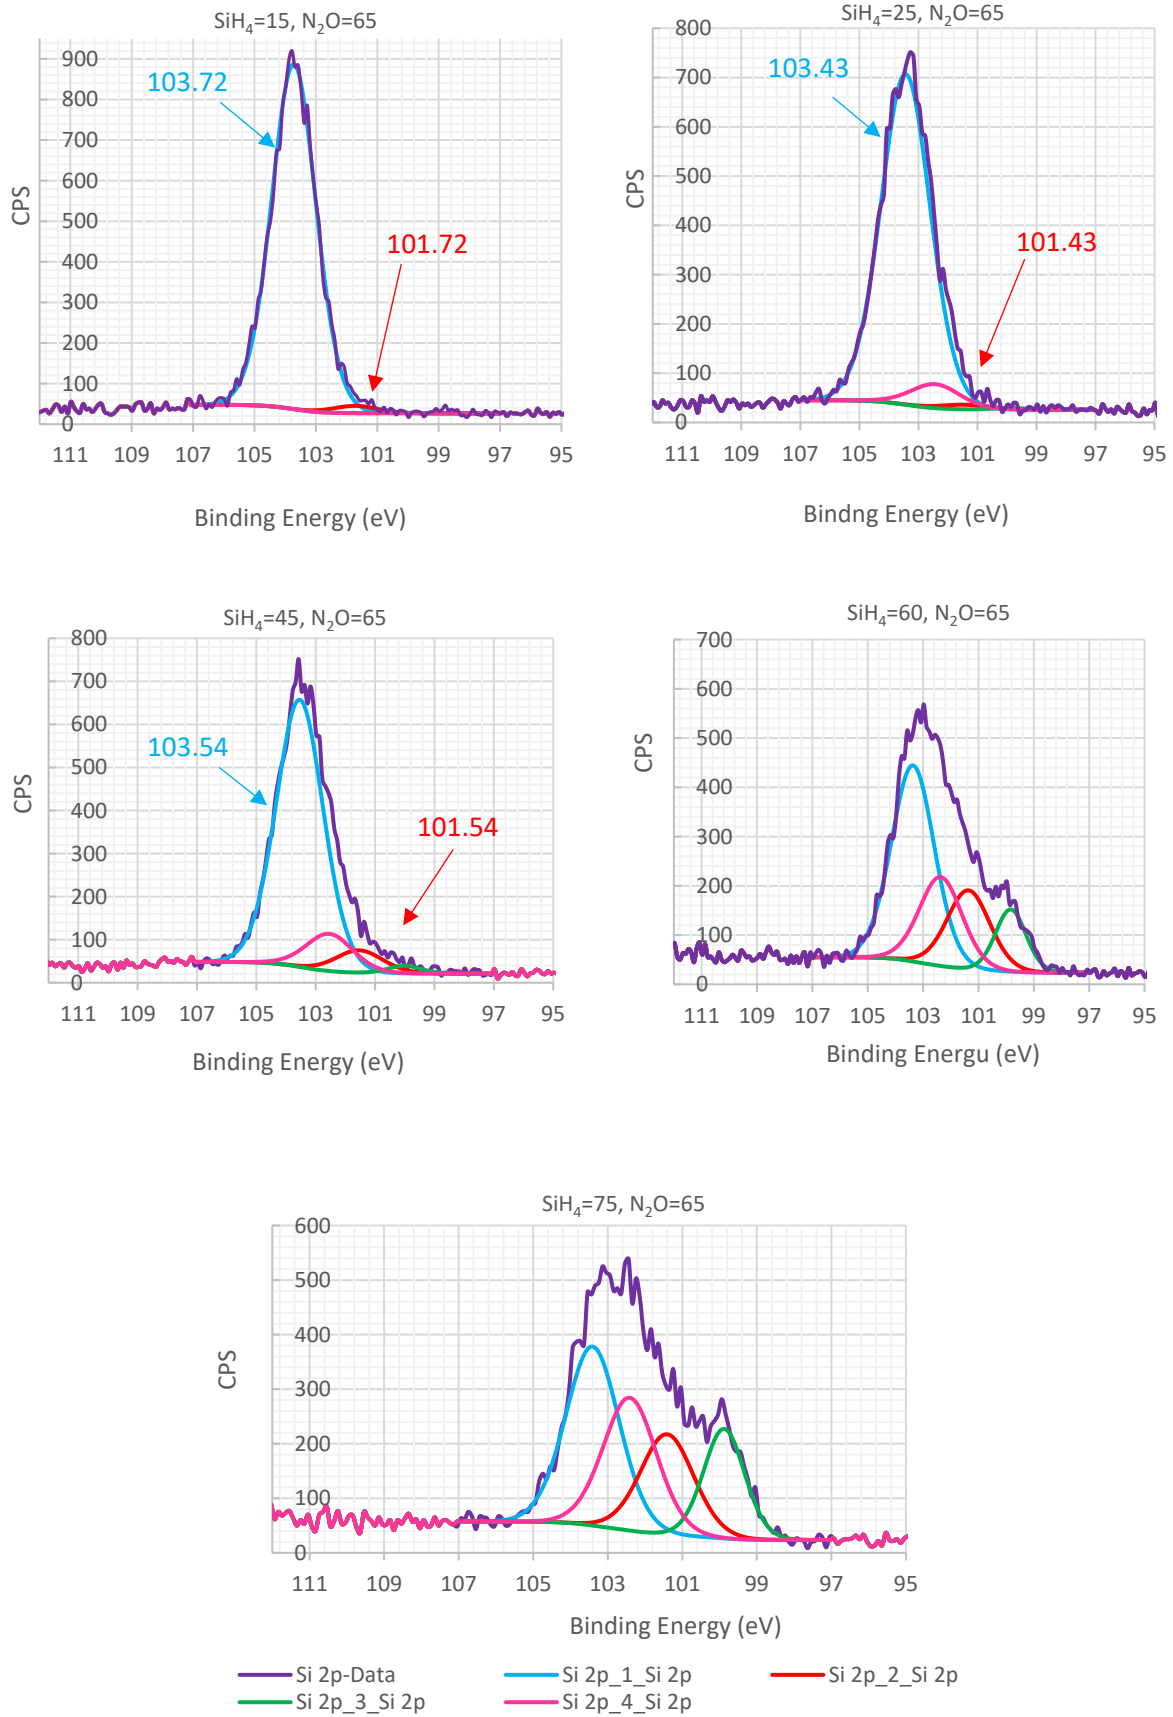 SiH₄=15, N₂O=65
900
800
700
600
500
400
300
200
100
0
CPS
103.72
101.72
111 109 107 105 103 101 99 97 95
Binding Energy (eV)
SiH₄=25, N₂O=65
800
700
600
500
400
300
200
100
0
CPS
103.43
101.43
111 109 107 105 103 101 99 97 95
Bindng Energy (eV)
SiH₄=45, N₂O=65
800
700
600
500
400
300
200
100
0
CPS
103.54
101.54
111 109 107 105 103 101 99 97 95
Binding Energy (eV)
SiH₄=60, N₂O=65
700
600
500
400
300
200
100
0
CPS
111 109 107 105 103 101 99 97 95
Binding Energu (eV)
SiH₄=75, N₂O=65
600
500
400
300
200
100
0
CPS
111 109 107 105 103 101 99 97 95
Binding Energy (eV)
Si 2p-Data Si 2p_1_Si 2p Si 2p_2_Si 2p
Si 2p_3_Si 2p Si 2p_4_Si 2p